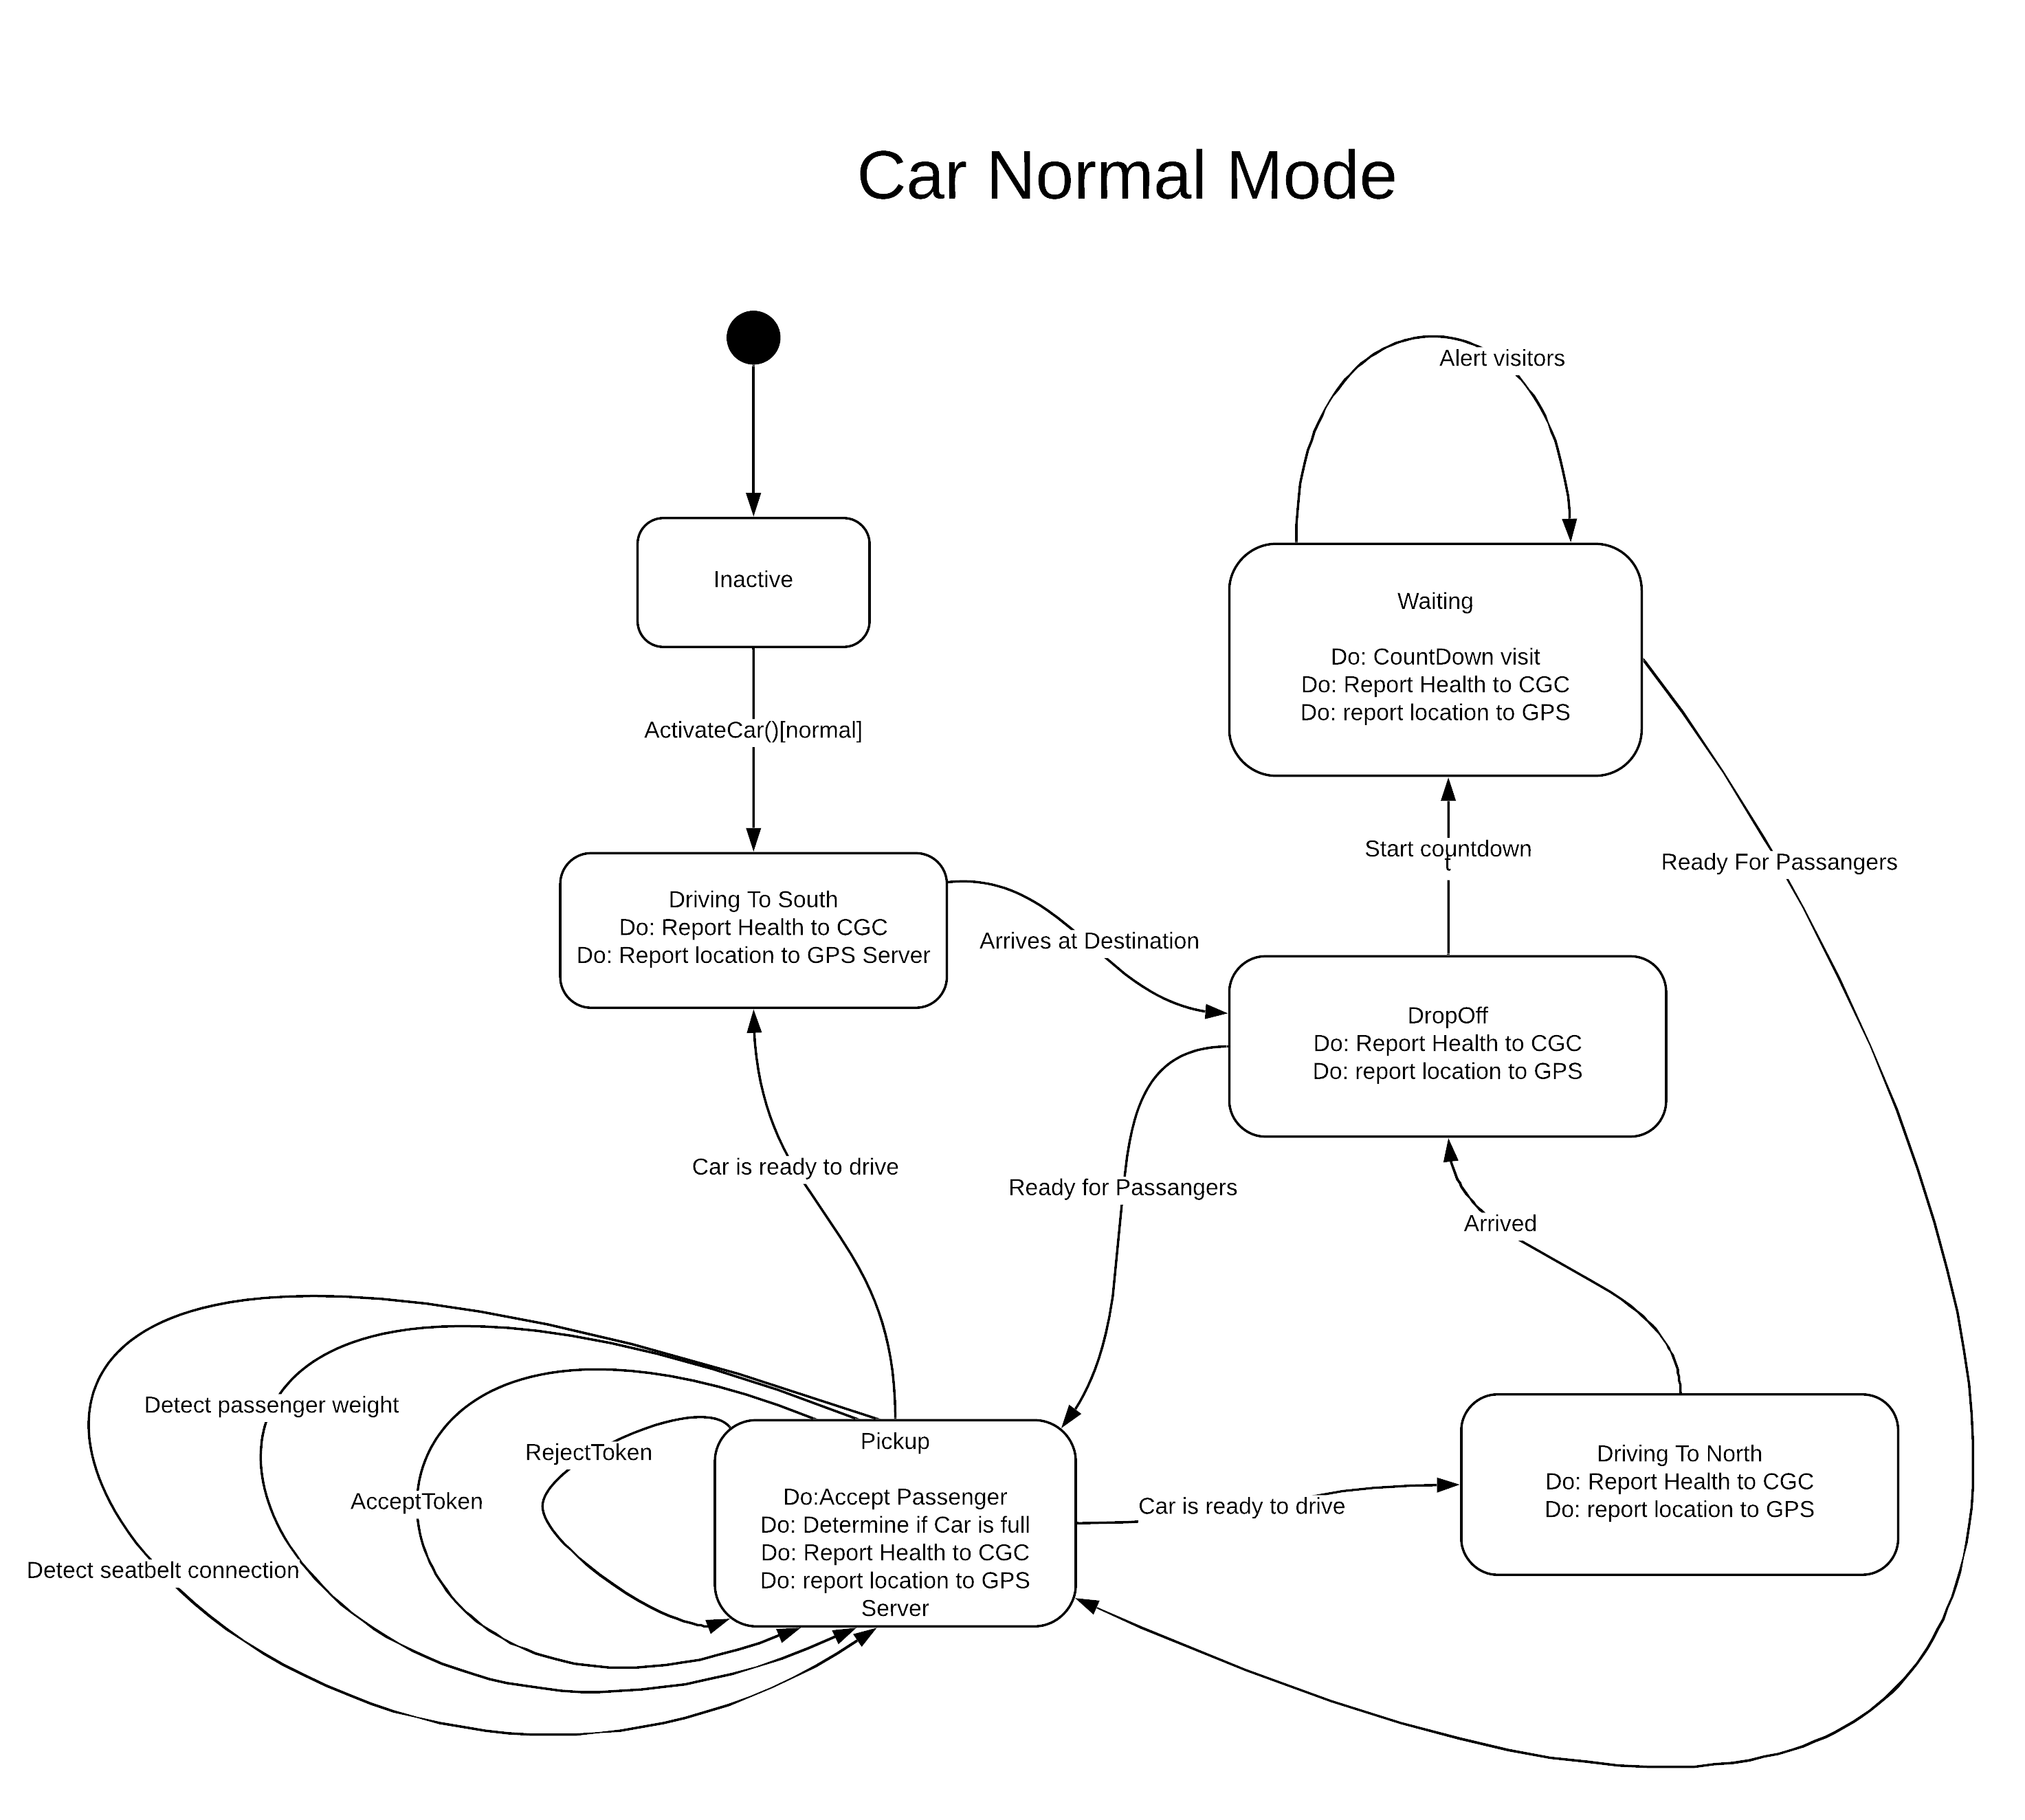 Car Normal Mode
Alert visitors
Inactive
Waiting
Do: CountDown visit
Do: Report Health to CGC
Do: report location to GPS
ActivateCar()[normal]
Start countdown
t
Ready For Passangers
Driving To South
Do: Report Health to CGC
Do: Report location to GPS Server
Arrives at Destination
DropOff
Do: Report Health to CGC
Do: report location to GPS
Car is ready to drive
Ready for Passangers
Arrived
Detect passenger weight
RejectToken
AcceptToken
Detect seatbelt connection
Pickup
Do:Accept Passenger
Do: Determine if Car is full
Do: Report Health to CGC
Do: report location to GPS
Server
Car is ready to drive
Driving To North
Do: Report Health to CGC
Do: report location to GPS